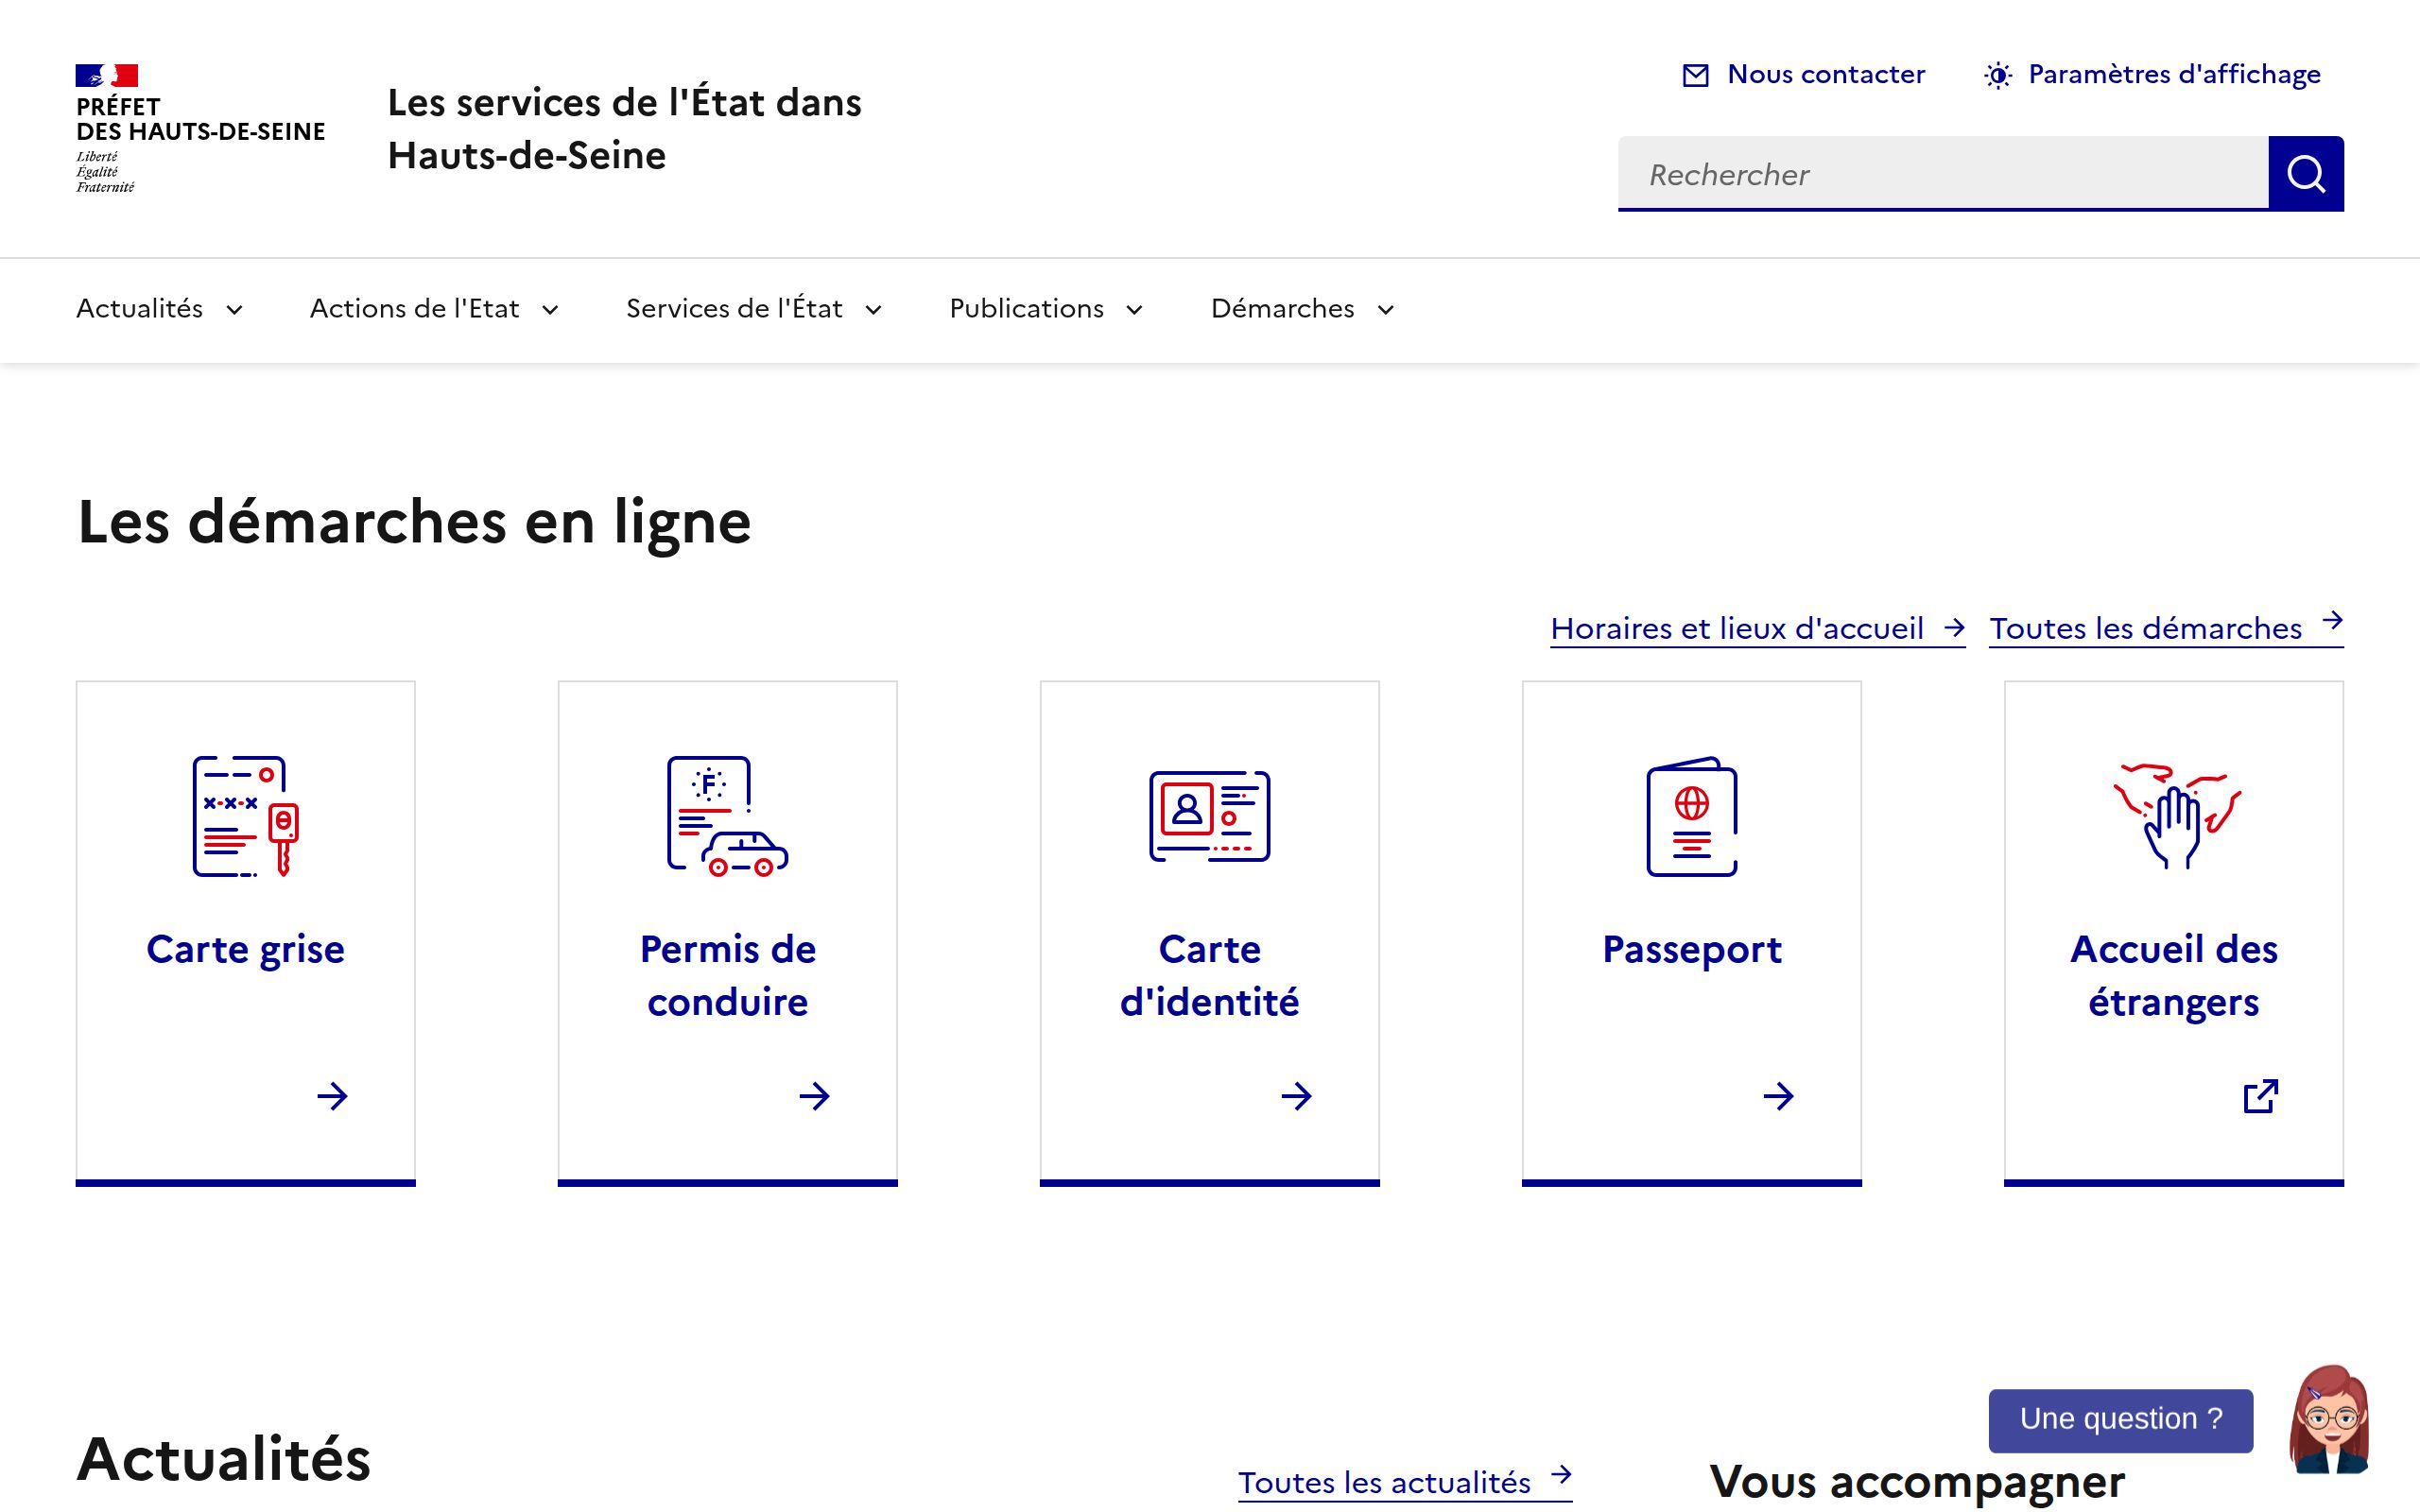 PRÉFET
DES HAUTS-DE-SEINE
Liberté
Égalité
Fraternité
Les services de l'État dans
Hauts-de-Seine
Nous contacter
Paramètres d'affichage
Rechercher
Actualités
Actions de l'Etat
Services de l'État
Publications
Démarches
Les démarches en ligne
Horaires et lieux d'accueil
Toutes les démarches
Carte grise
F
Permis de
conduire
Carte
d'identité
Passeport
Accueil des
étrangers
Actualités
Toutes les actualités
Vous accompagner
Une question ?